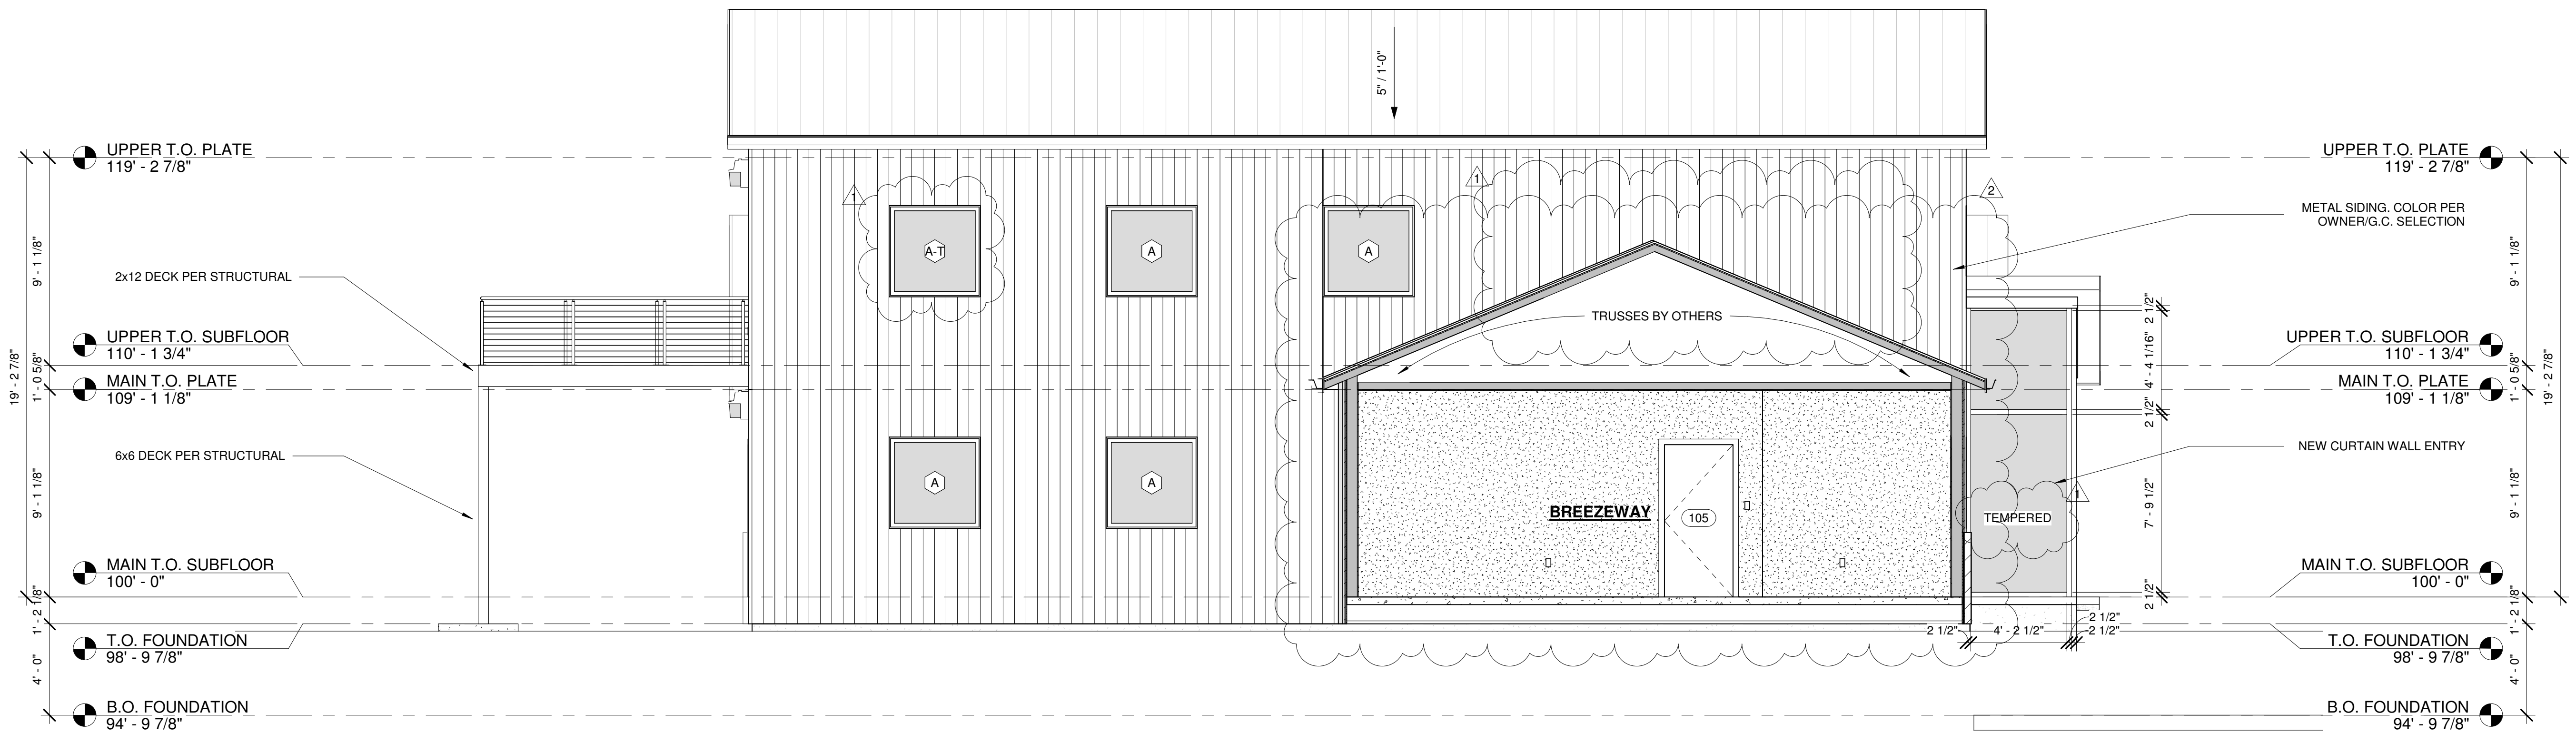 5" / 1'-0"
UPPER T.O. PLATE
119' - 2 7/8"
UPPER T.O. PLATE
119' - 2 7/8"
1
1
2
METAL SIDING. COLOR PER
OWNER/G.C. SELECTION
A-T
A
A
9' - 1 1/8"
9' - 1 1/8"
2x12 DECK PER STRUCTURAL
TRUSSES BY OTHERS
2 1/2"
UPPER T.O. SUBFLOOR
110' - 1 3/4"
UPPER T.O. SUBFLOOR
110' - 1 3/4"
4' - 4 1/16"
19' - 2 7/8"
1' - 0 5/8"
MAIN T.O. PLATE
109' - 1 1/8"
MAIN T.O. PLATE
109' - 1 1/8"
1' - 0 5/8"
19' - 2 7/8"
2 1/2"
6x6 DECK PER STRUCTURAL
NEW CURTAIN WALL ENTRY
A
A
9' - 1 1/8"
1
7' - 9 1/2"
9' - 1 1/8"
BREEZEWAY
105
TEMPERED
MAIN T.O. SUBFLOOR
100' - 0"
MAIN T.O. SUBFLOOR
100' - 0"
2 1/2"
1' - 2 1/8"
1' - 2 1/8"
2 1/2"
4' - 2 1/2"
2 1/2"
2 1/2"
T.O. FOUNDATION
98' - 9 7/8"
T.O. FOUNDATION
98' - 9 7/8"
4' - 0"
4' - 0"
B.O. FOUNDATION
94' - 9 7/8"
B.O. FOUNDATION
94' - 9 7/8"